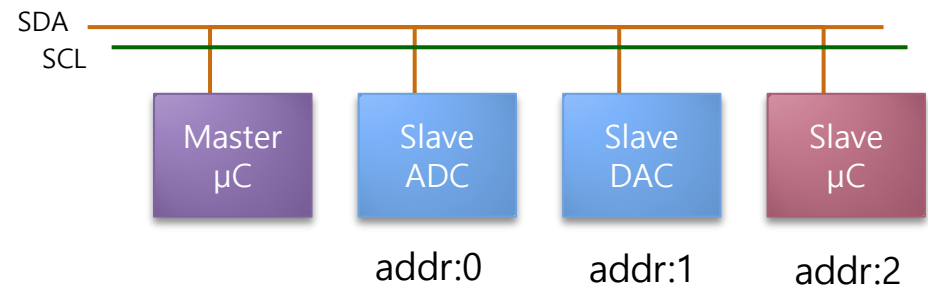 SDA
SCL
Master
µC
Slave
ADC
Slave
DAC
Slave
µC
addr:0
addr:1
addr:2